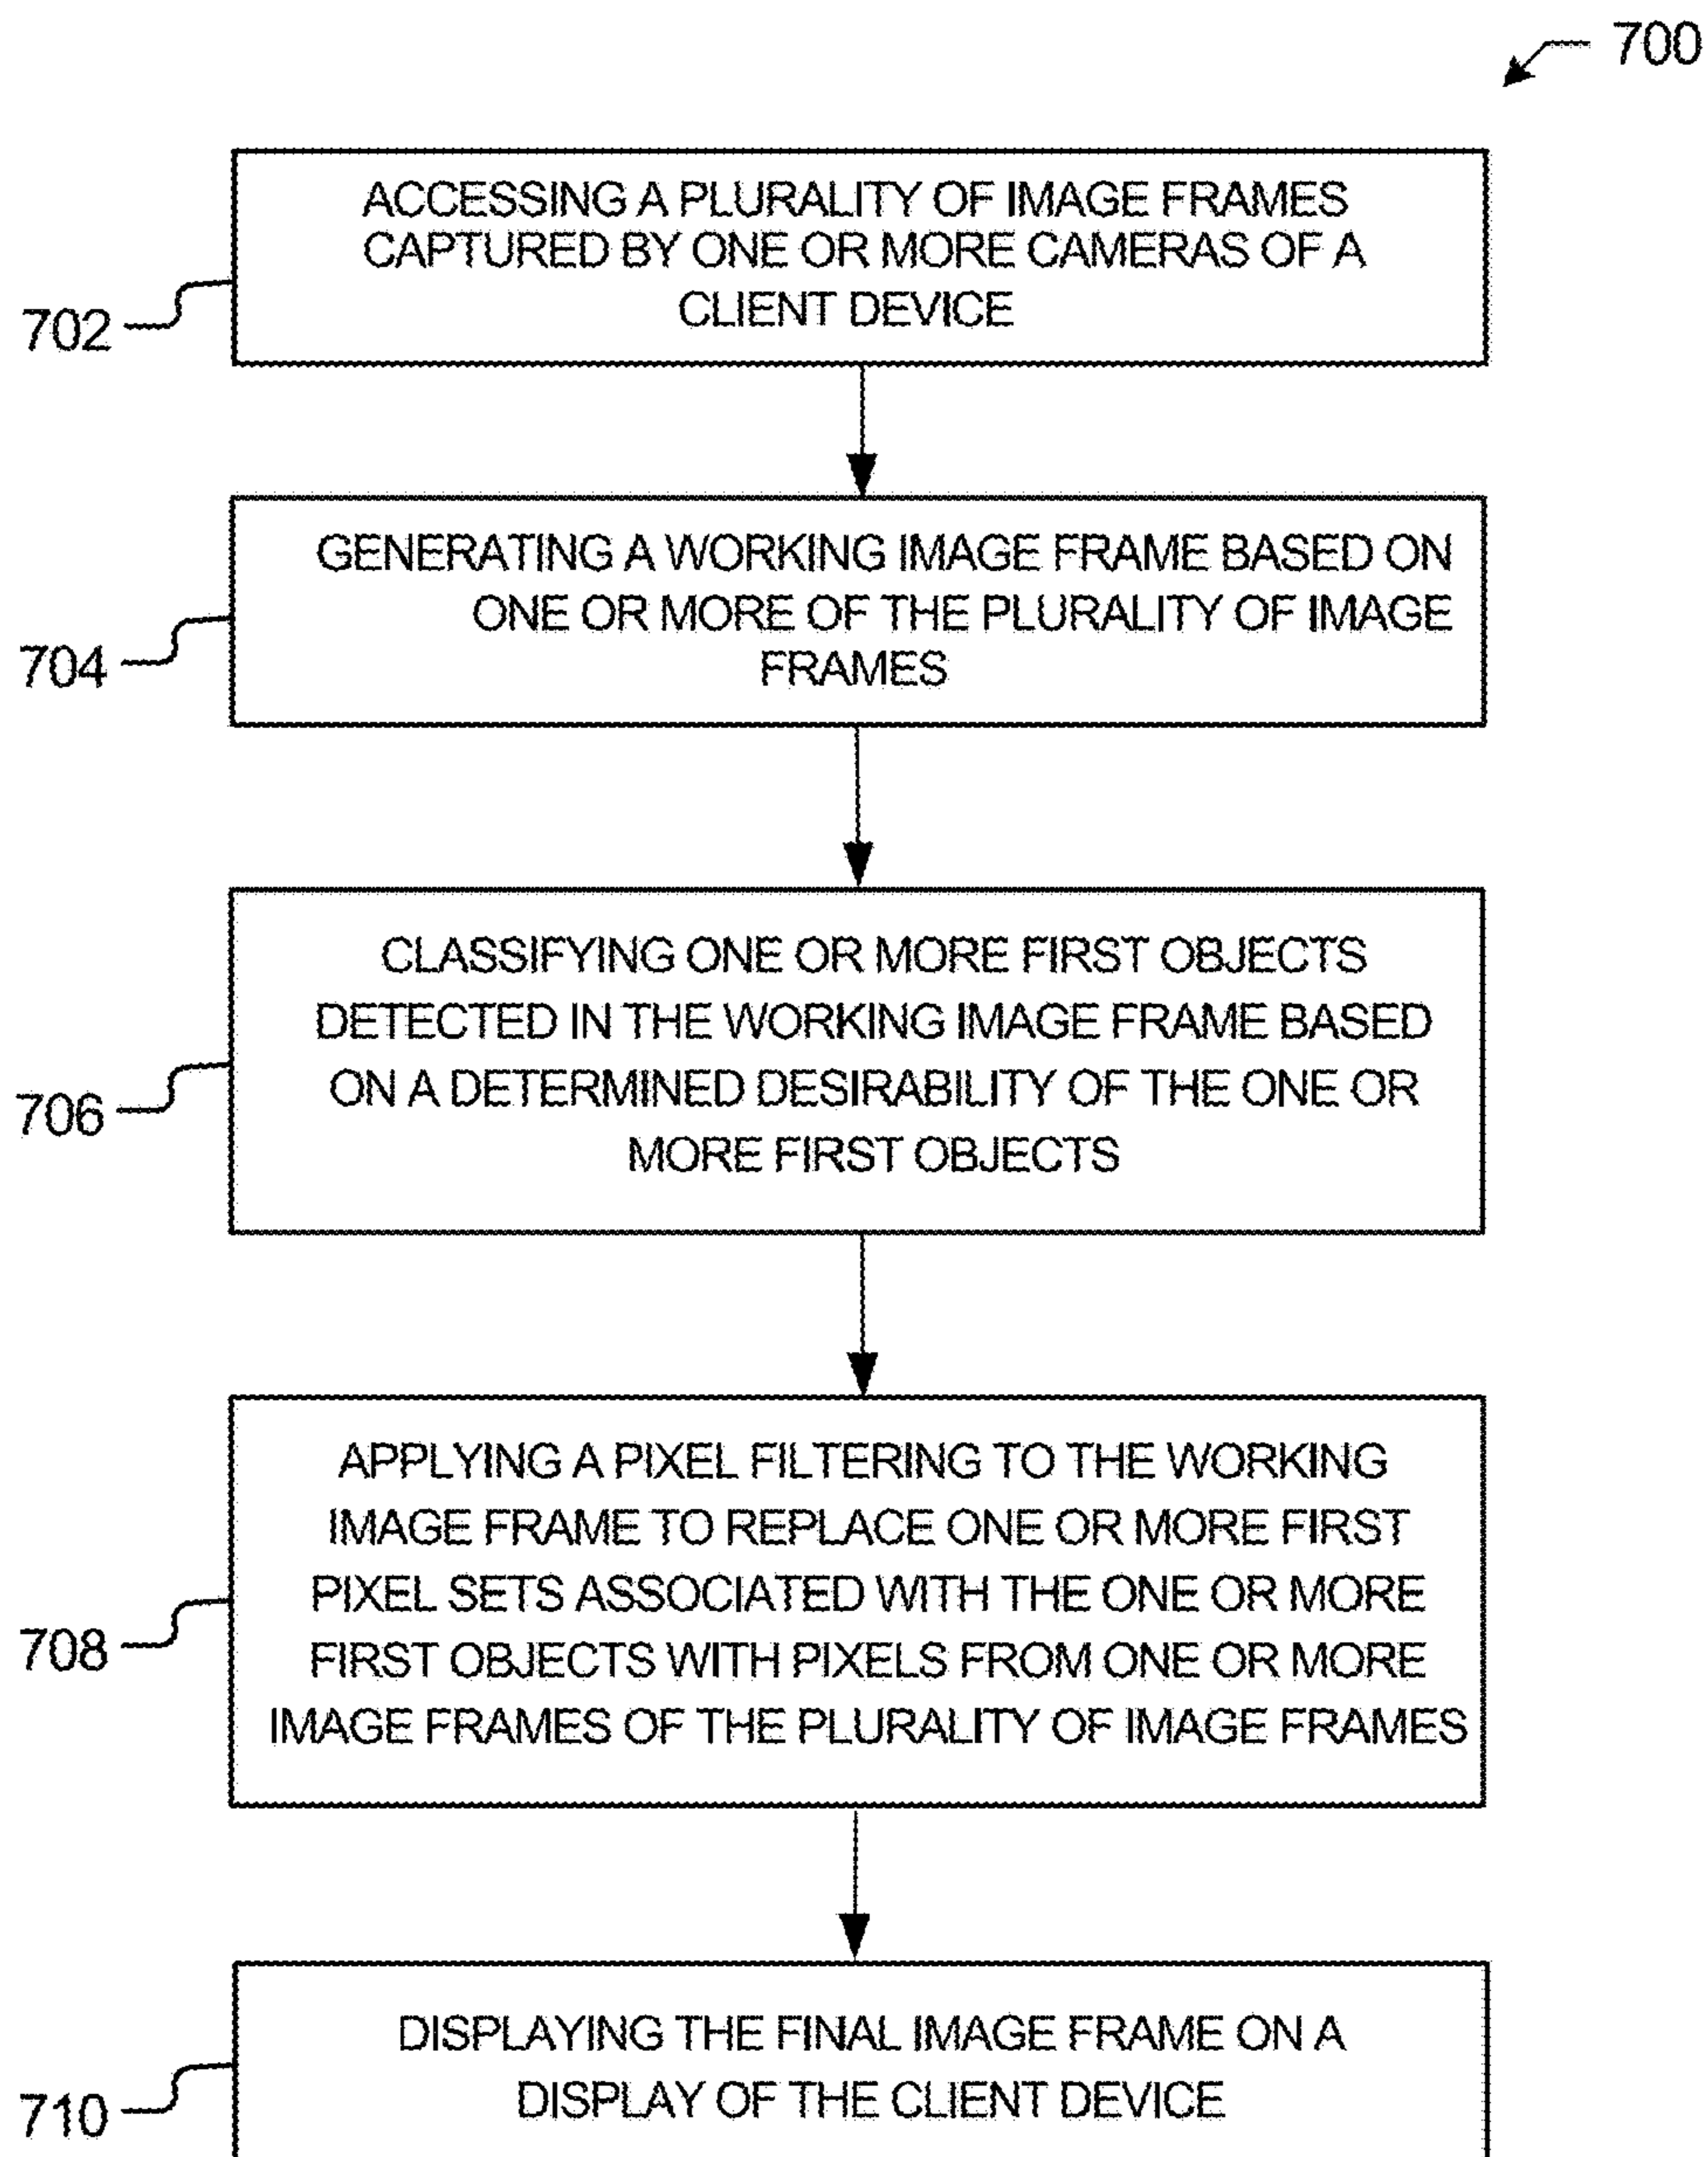 700
ACCESSING A PLURALITY OF IMAGE FRAMES
CAPTURED BY ONE OR MORE CAMERAS OF A
CLIENT DEVICE
702
GENERATING A WORKING IMAGE FRAME BASED ON
ONE OR MORE OF THE PLURALITY OF IMAGE
FRAMES
704
CLASSIFYING ONE OR MORE FIRST OBJECTS
DETECTED IN THE WORKING IMAGE FRAME BASED
ON A DETERMINED DESIRABILITY OF THE ONE OR
MORE FIRST OBJECTS
706
APPLYING A PIXEL FILTERING TO THE WORKING
IMAGE FRAME TO REPLACE ONE OR MORE FIRST
PIXEL SETS ASSOCIATED WITH THE ONE OR MORE
FIRST OBJECTS WITH PIXELS FROM ONE OR MORE
IMAGE FRAMES OF THE PLURALITY OF IMAGE FRAMES
708
DISPLAYING THE FINAL IMAGE FRAME ON A
DISPLAY OF THE CLIENT DEVICE
710